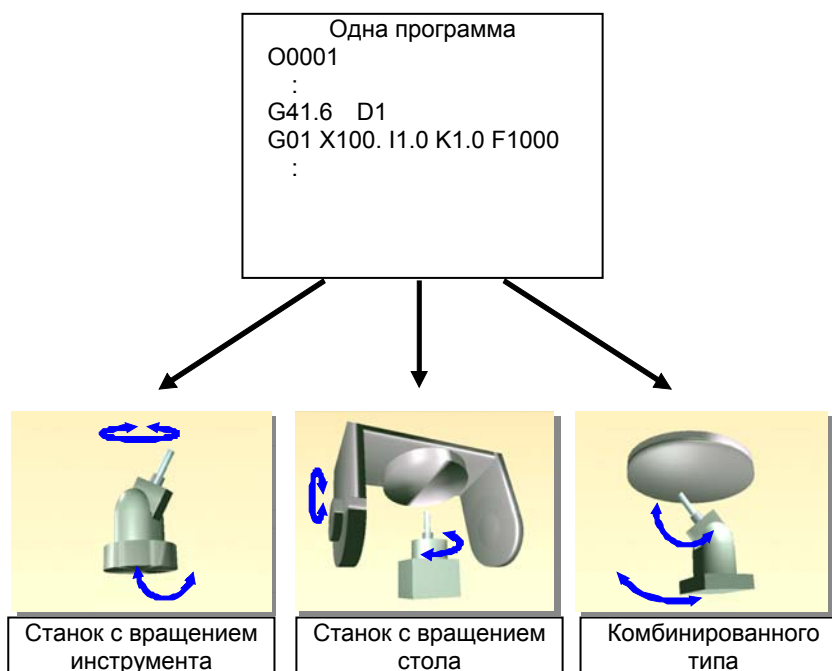 Одна программа
O0001
:
G41.6 D1
G01 X100. I1.0 K1.0 F1000
:
Станок с вращением
инструмента
Станок с вращением
стола
Комбинированного
типа